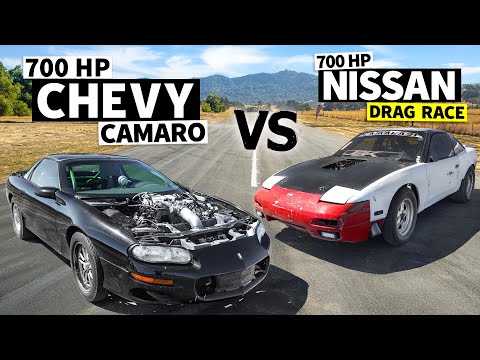 700 HP
CHEVY
CAMARO
VS
700 HP
NISSAN
DRAG RACE